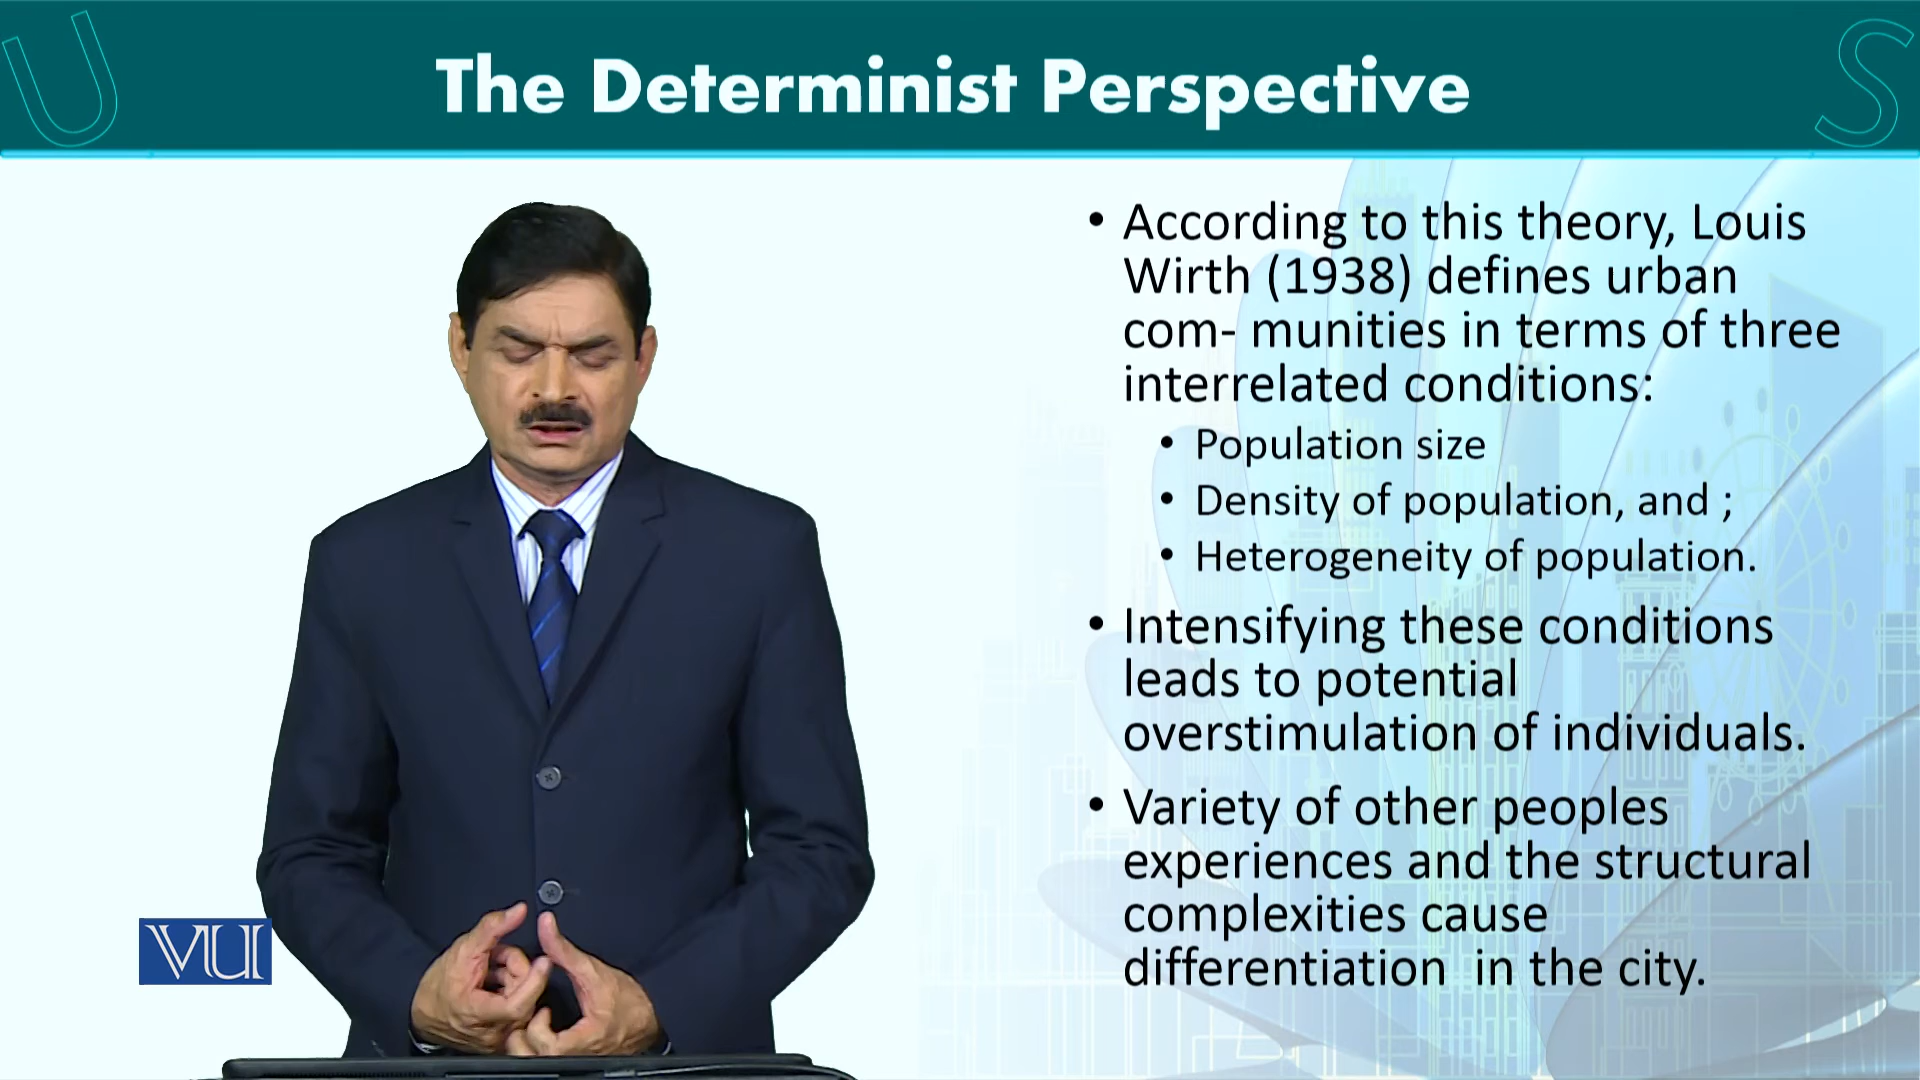 U
S
The Determinist Perspective
• According to this theory, Louis
Wirth (1938) defines urban
com- munities in terms of three
interrelated conditions:
• Population size
• Density of population, and ;
• Heterogeneity of population.
• Intensifying these conditions
leads to potential
overstimulation of individuals.
• Variety of other peoples
experiences and the structural
complexities cause
differentiation  in the city.
VU